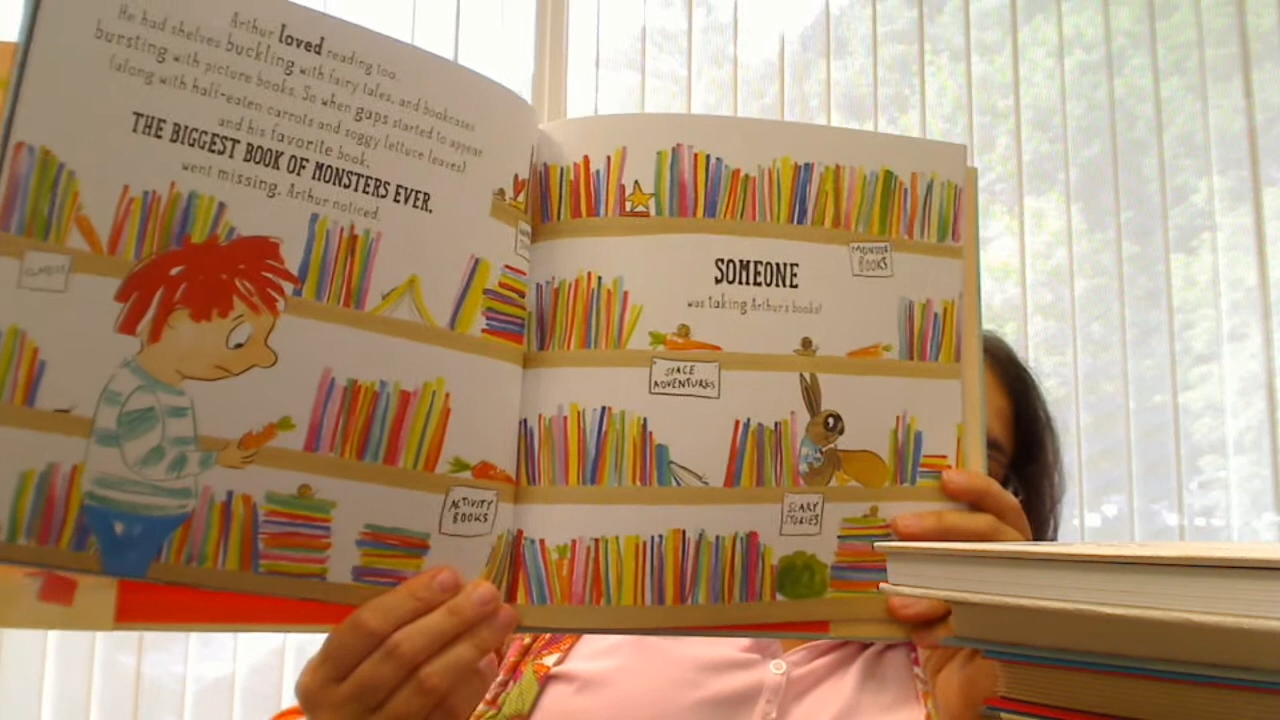 Arthur loved reading too.
He had shelves buckling with fairy tales, and bookcases
bursting with picture books. So when gaps started to appear
(along with half-eaten carrots and soggy lettuce leaves)
and his favorite book,
THE BIGGEST BOOK OF MONSTERS EVER,
went missing, Arthur noticed.
CLASSICS
ACTIVITY
BOOKS
MONSTER
BOOKS
SOMEONE
was taking Arthur's books!
SPACE
ADVENTURES
SCARY
STORIES